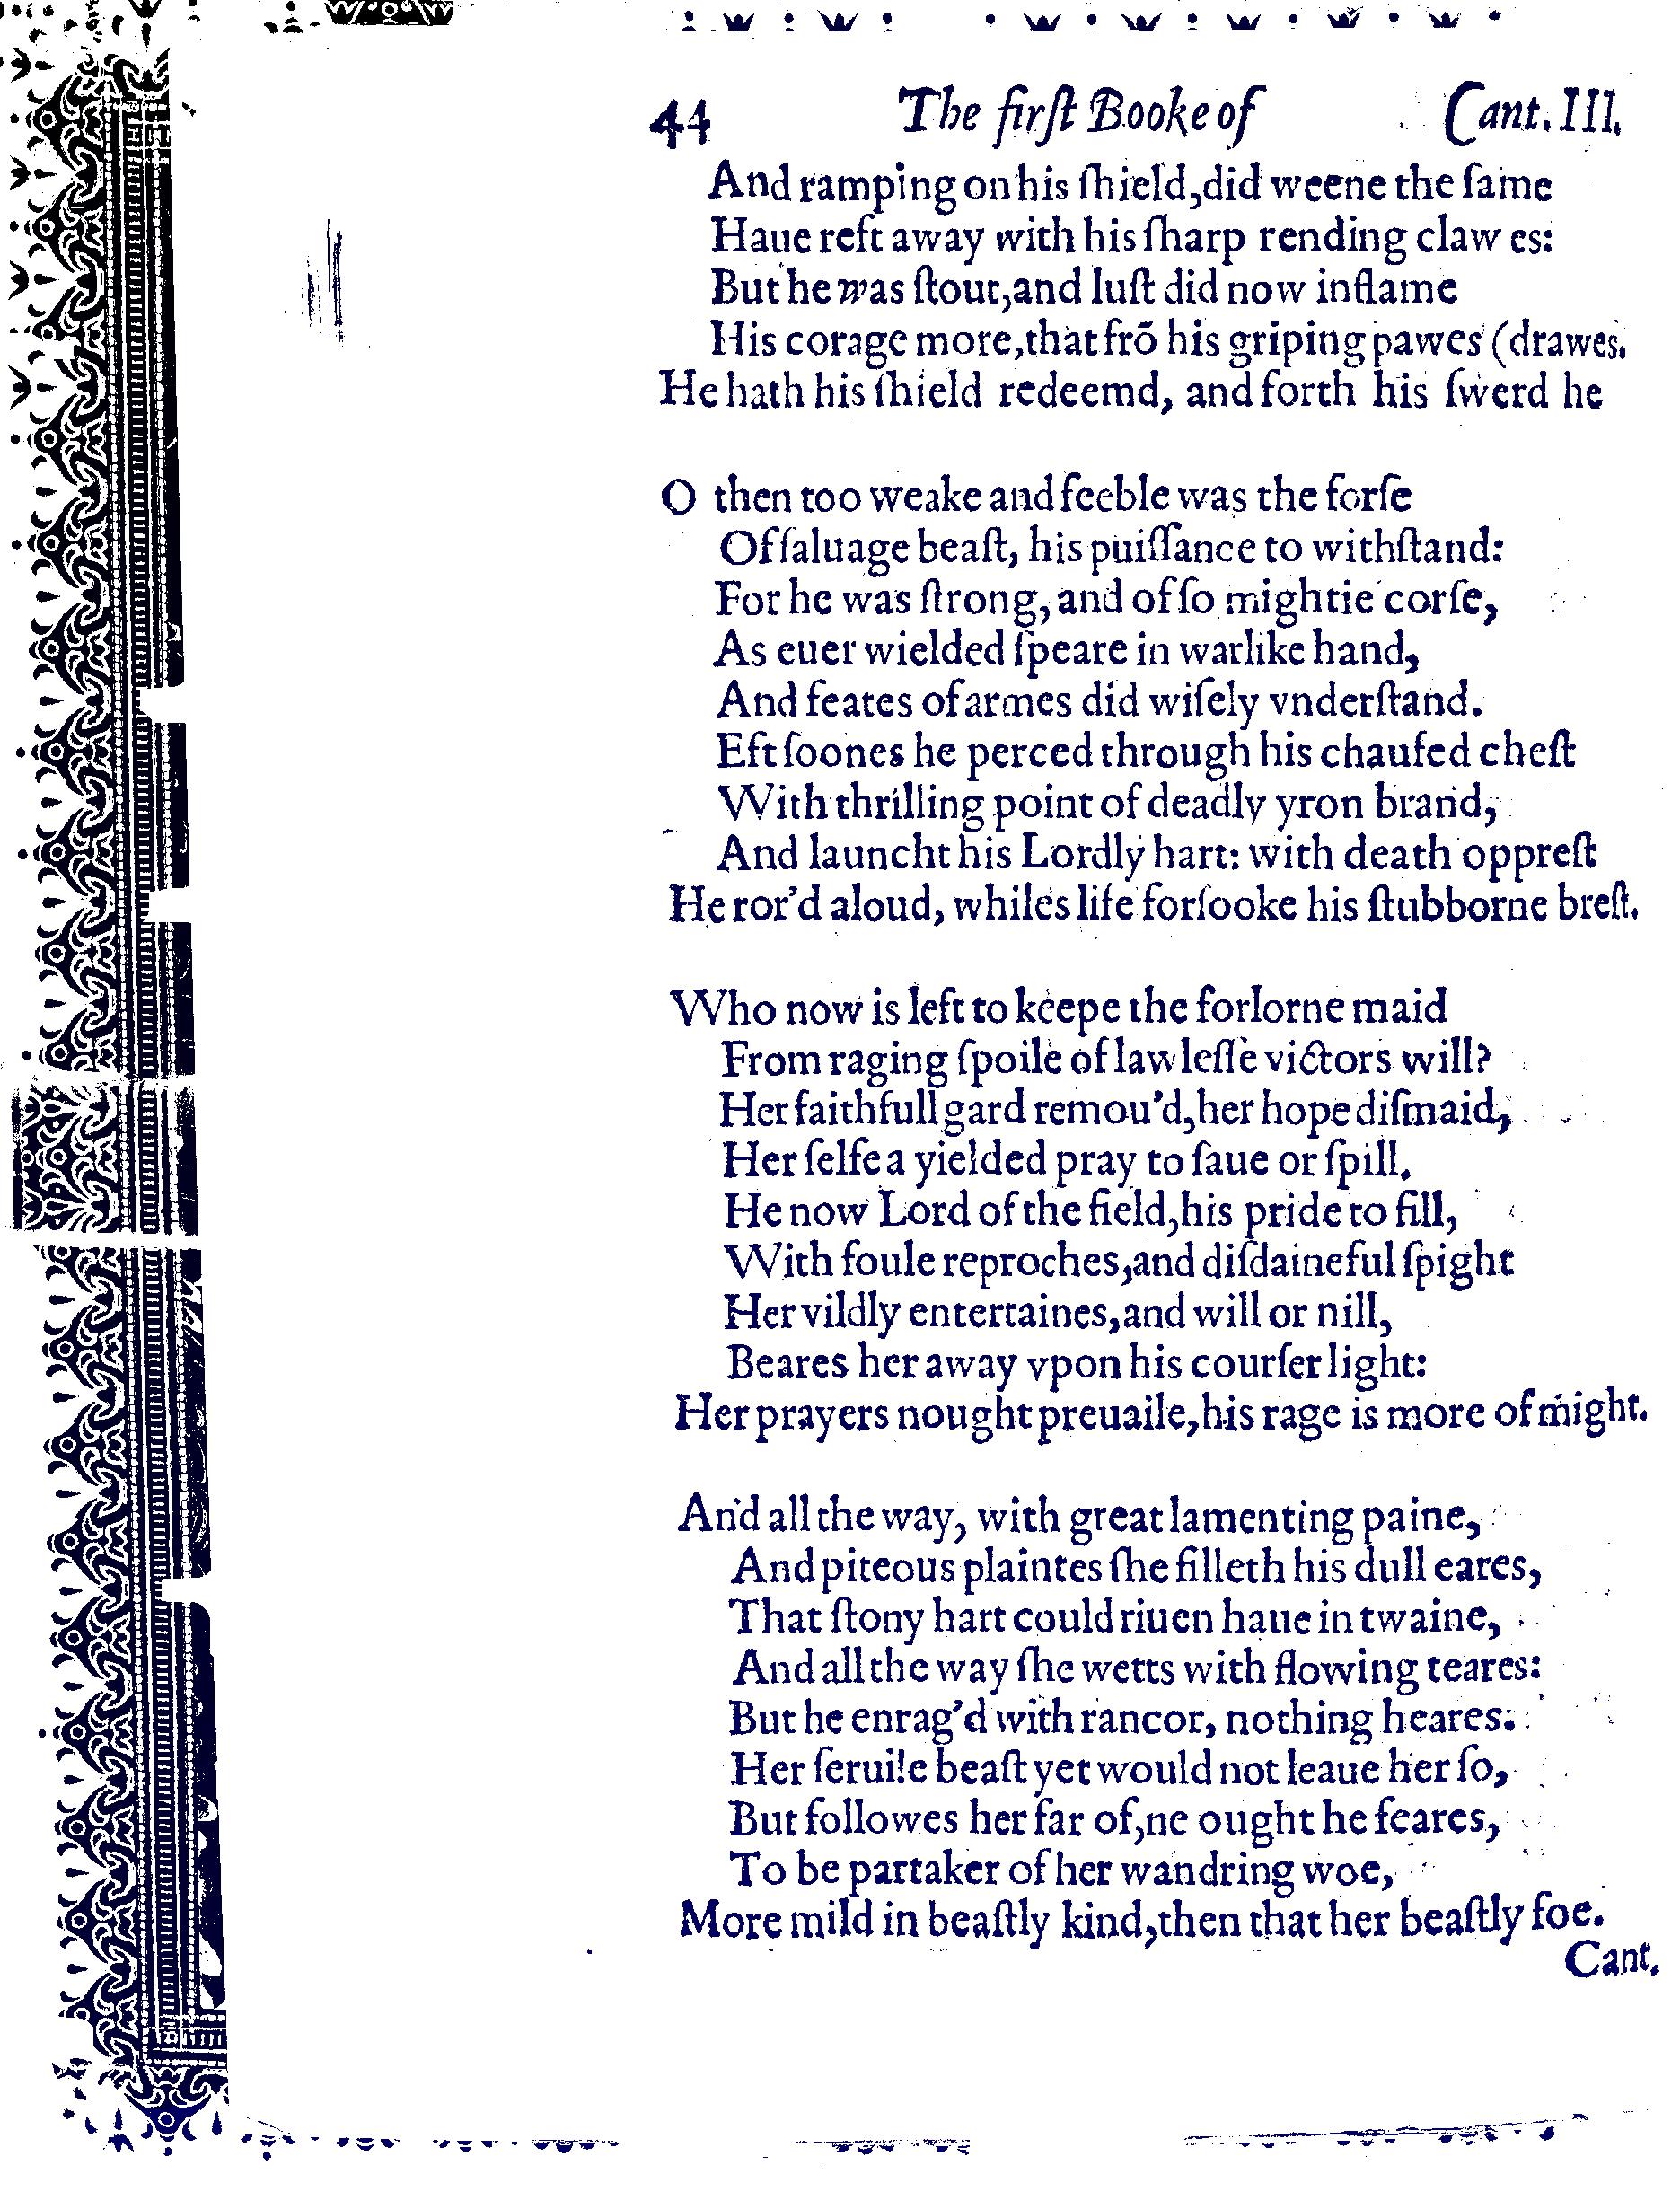 44 The firſt Booke of Cant. III.
And ramping on his ſhield, did weene the ſame
Haue reft away with his ſharp rending claw es:
But he was ſtout, and luſt did now inflame
His corage more, that frõ his griping pawes (drawes.
He hath his ſhield redeemd, and forth his ſwerd he
O then too weake and feeble was the forſe
Of ſaluage beaſt, his puiſſance to withſtand:
For he was ſtrong, and of ſo mightie corſe,
As euer wielded ſpeare in warlike hand,
And feates of armes did wiſely vnderſtand.
Eft ſoones he perced through his chaufed cheſt
With thrilling point of deadly yron brand,
And launcht his Lordly hart: with death oppreſt
He ror'd aloud, whiles life forſooke his ſtubborne breſt.
Who now is left to keepe the forlorne maid
From raging ſpoile of lawleſſe victors will?
Her faithfull gard remou'd, her hope diſmaid,
Her ſelfe a yielded pray to ſaue or ſpill.
He now Lord of the field, his pride to fill,
With foule reproches, and diſdaineful ſpight
Her vildly entertaines, and will or nill,
Beares her away vpon his courſer light:
Her prayers nought preuaile, his rage is more of might.
And all the way, with great lamenting paine,
And piteous plaintes ſhe filleth his dull eares,
That ſtony hart could riuen haue in twaine,
And all the way ſhe wetts with flowing teares:
But he enrag'd with rancor, nothing heares.
Her ſeruile beaſt yet would not leaue her ſo,
But followes her far of, ne ought he feares,
To be partaker of her wandring woe,
More mild in beaſtly kind, then that her beaſtly foe.
Cant.